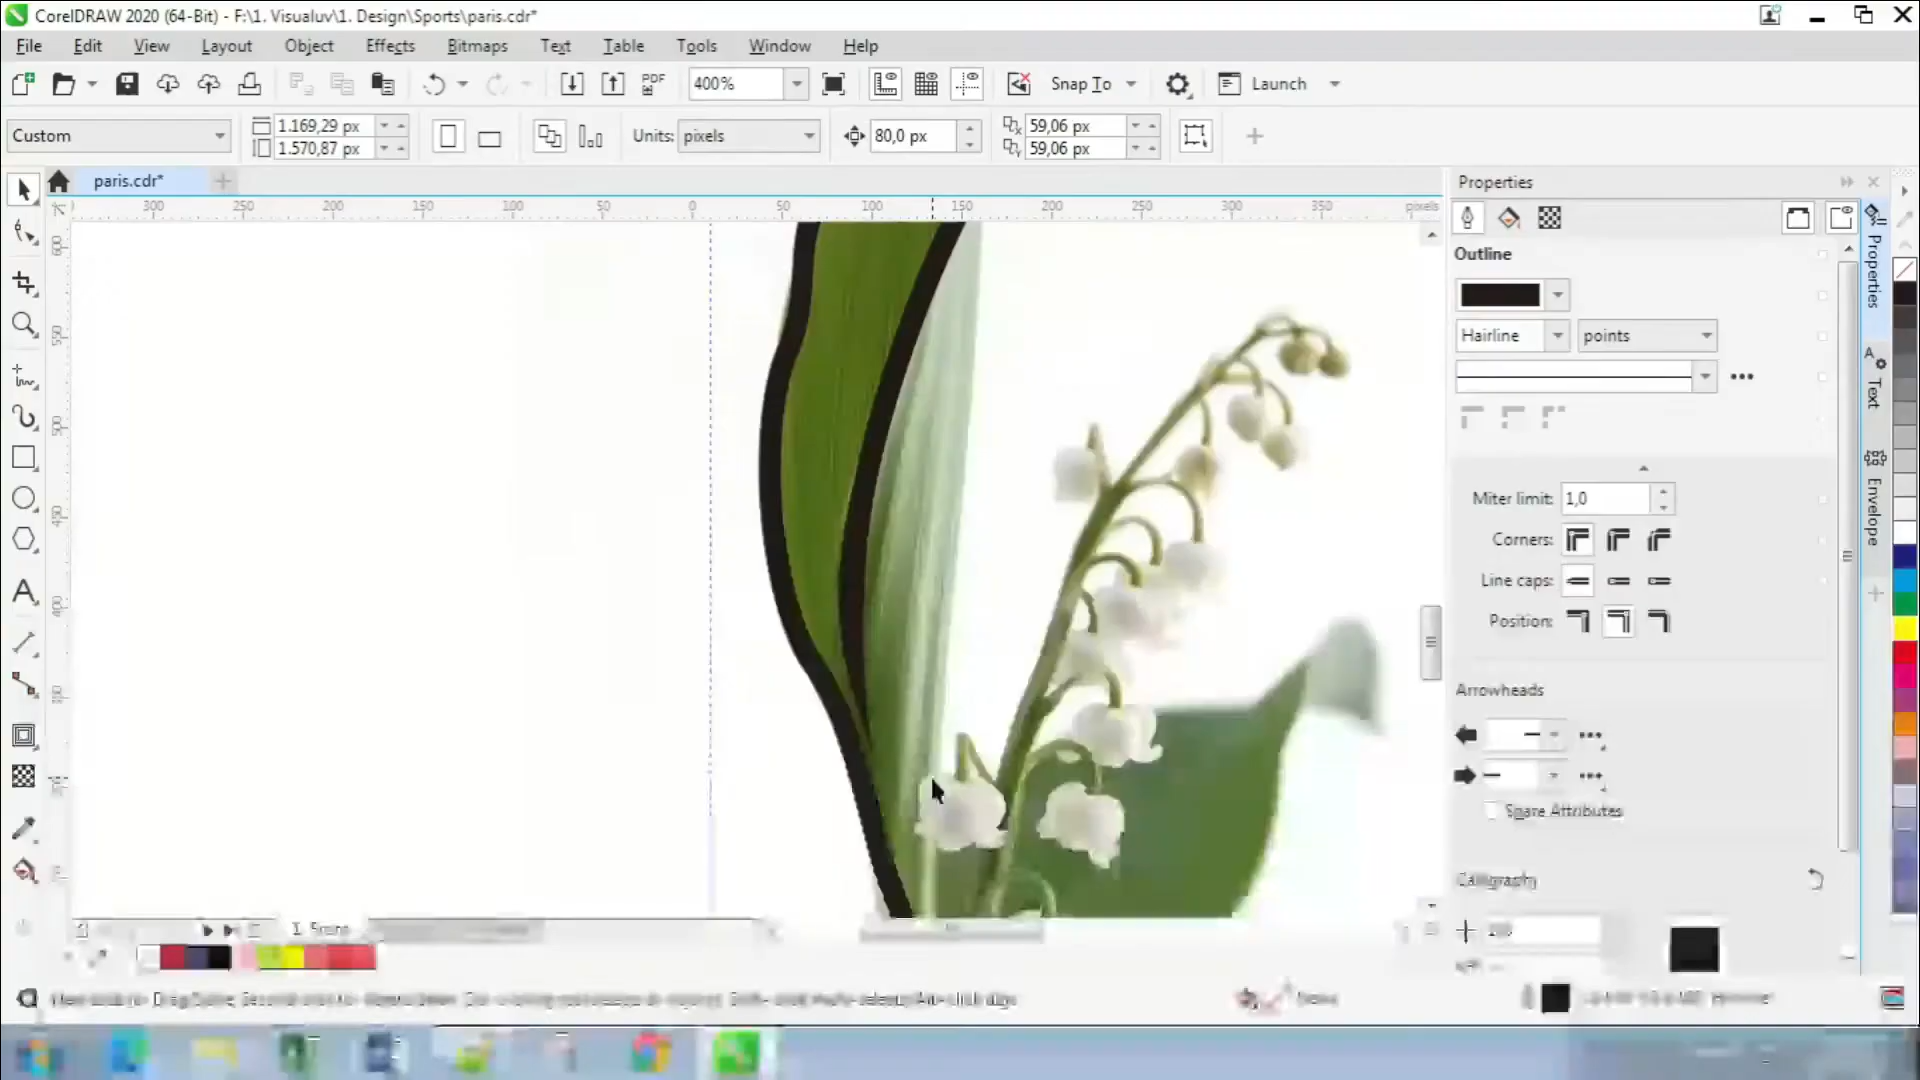 CorelDRAW 2020 (64-Bit) - F:\1. Visualuv\1. Design\Sports\paris.cdr*
File Edit View Layout Object Effects Bitmaps Text Table Tools Window Help
PDF 400% Snap To Launch
Custom 1.169,29 px 1.570,87 px Units: pixels 80,0 px 59,06 px 59,06 px
paris.cdr*
300 250 200 150 100 50 0 50 100 150 200 250 300 350 pixels
Properties
Outline
Hairline points
Miter limit: 1,0
Corners:
Line caps:
Position:
Arrowheads
Share Attributes
Calligraphy
Properties
Text
Envelope